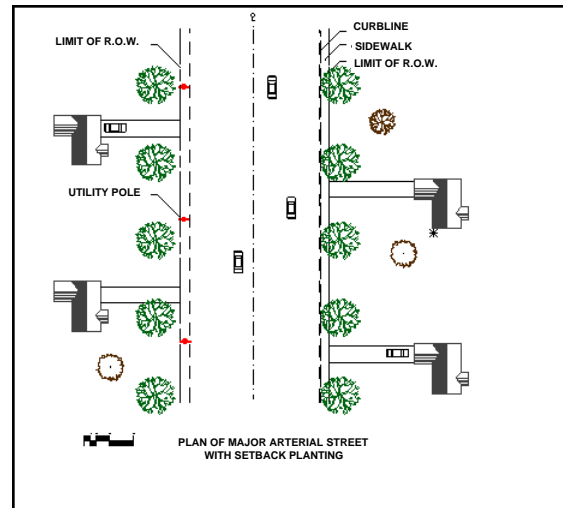 LIMIT OF R.O.W.
CURBLINE
SIDEWALK
LIMIT OF R.O.W.
UTILITY POLE
PLAN OF MAJOR ARTERIAL STREET
WITH SETBACK PLANTING